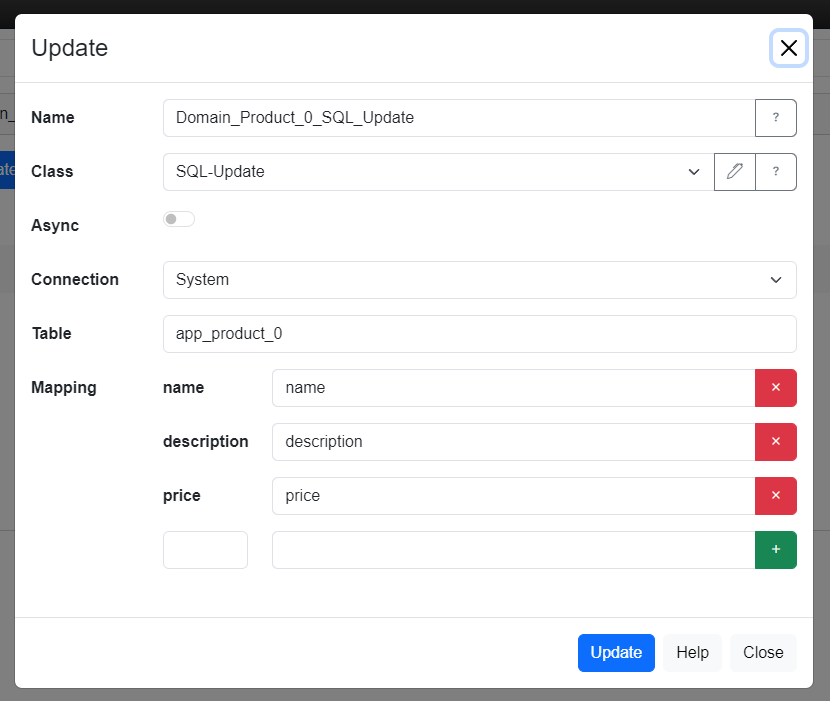 Update
Name Domain_Product_0_SQL_Update ?
Class SQL-Update ?
Async
Connection System
Table app_product_0
Mapping name name ×
description description ×
price price ×
+
Update Help Close